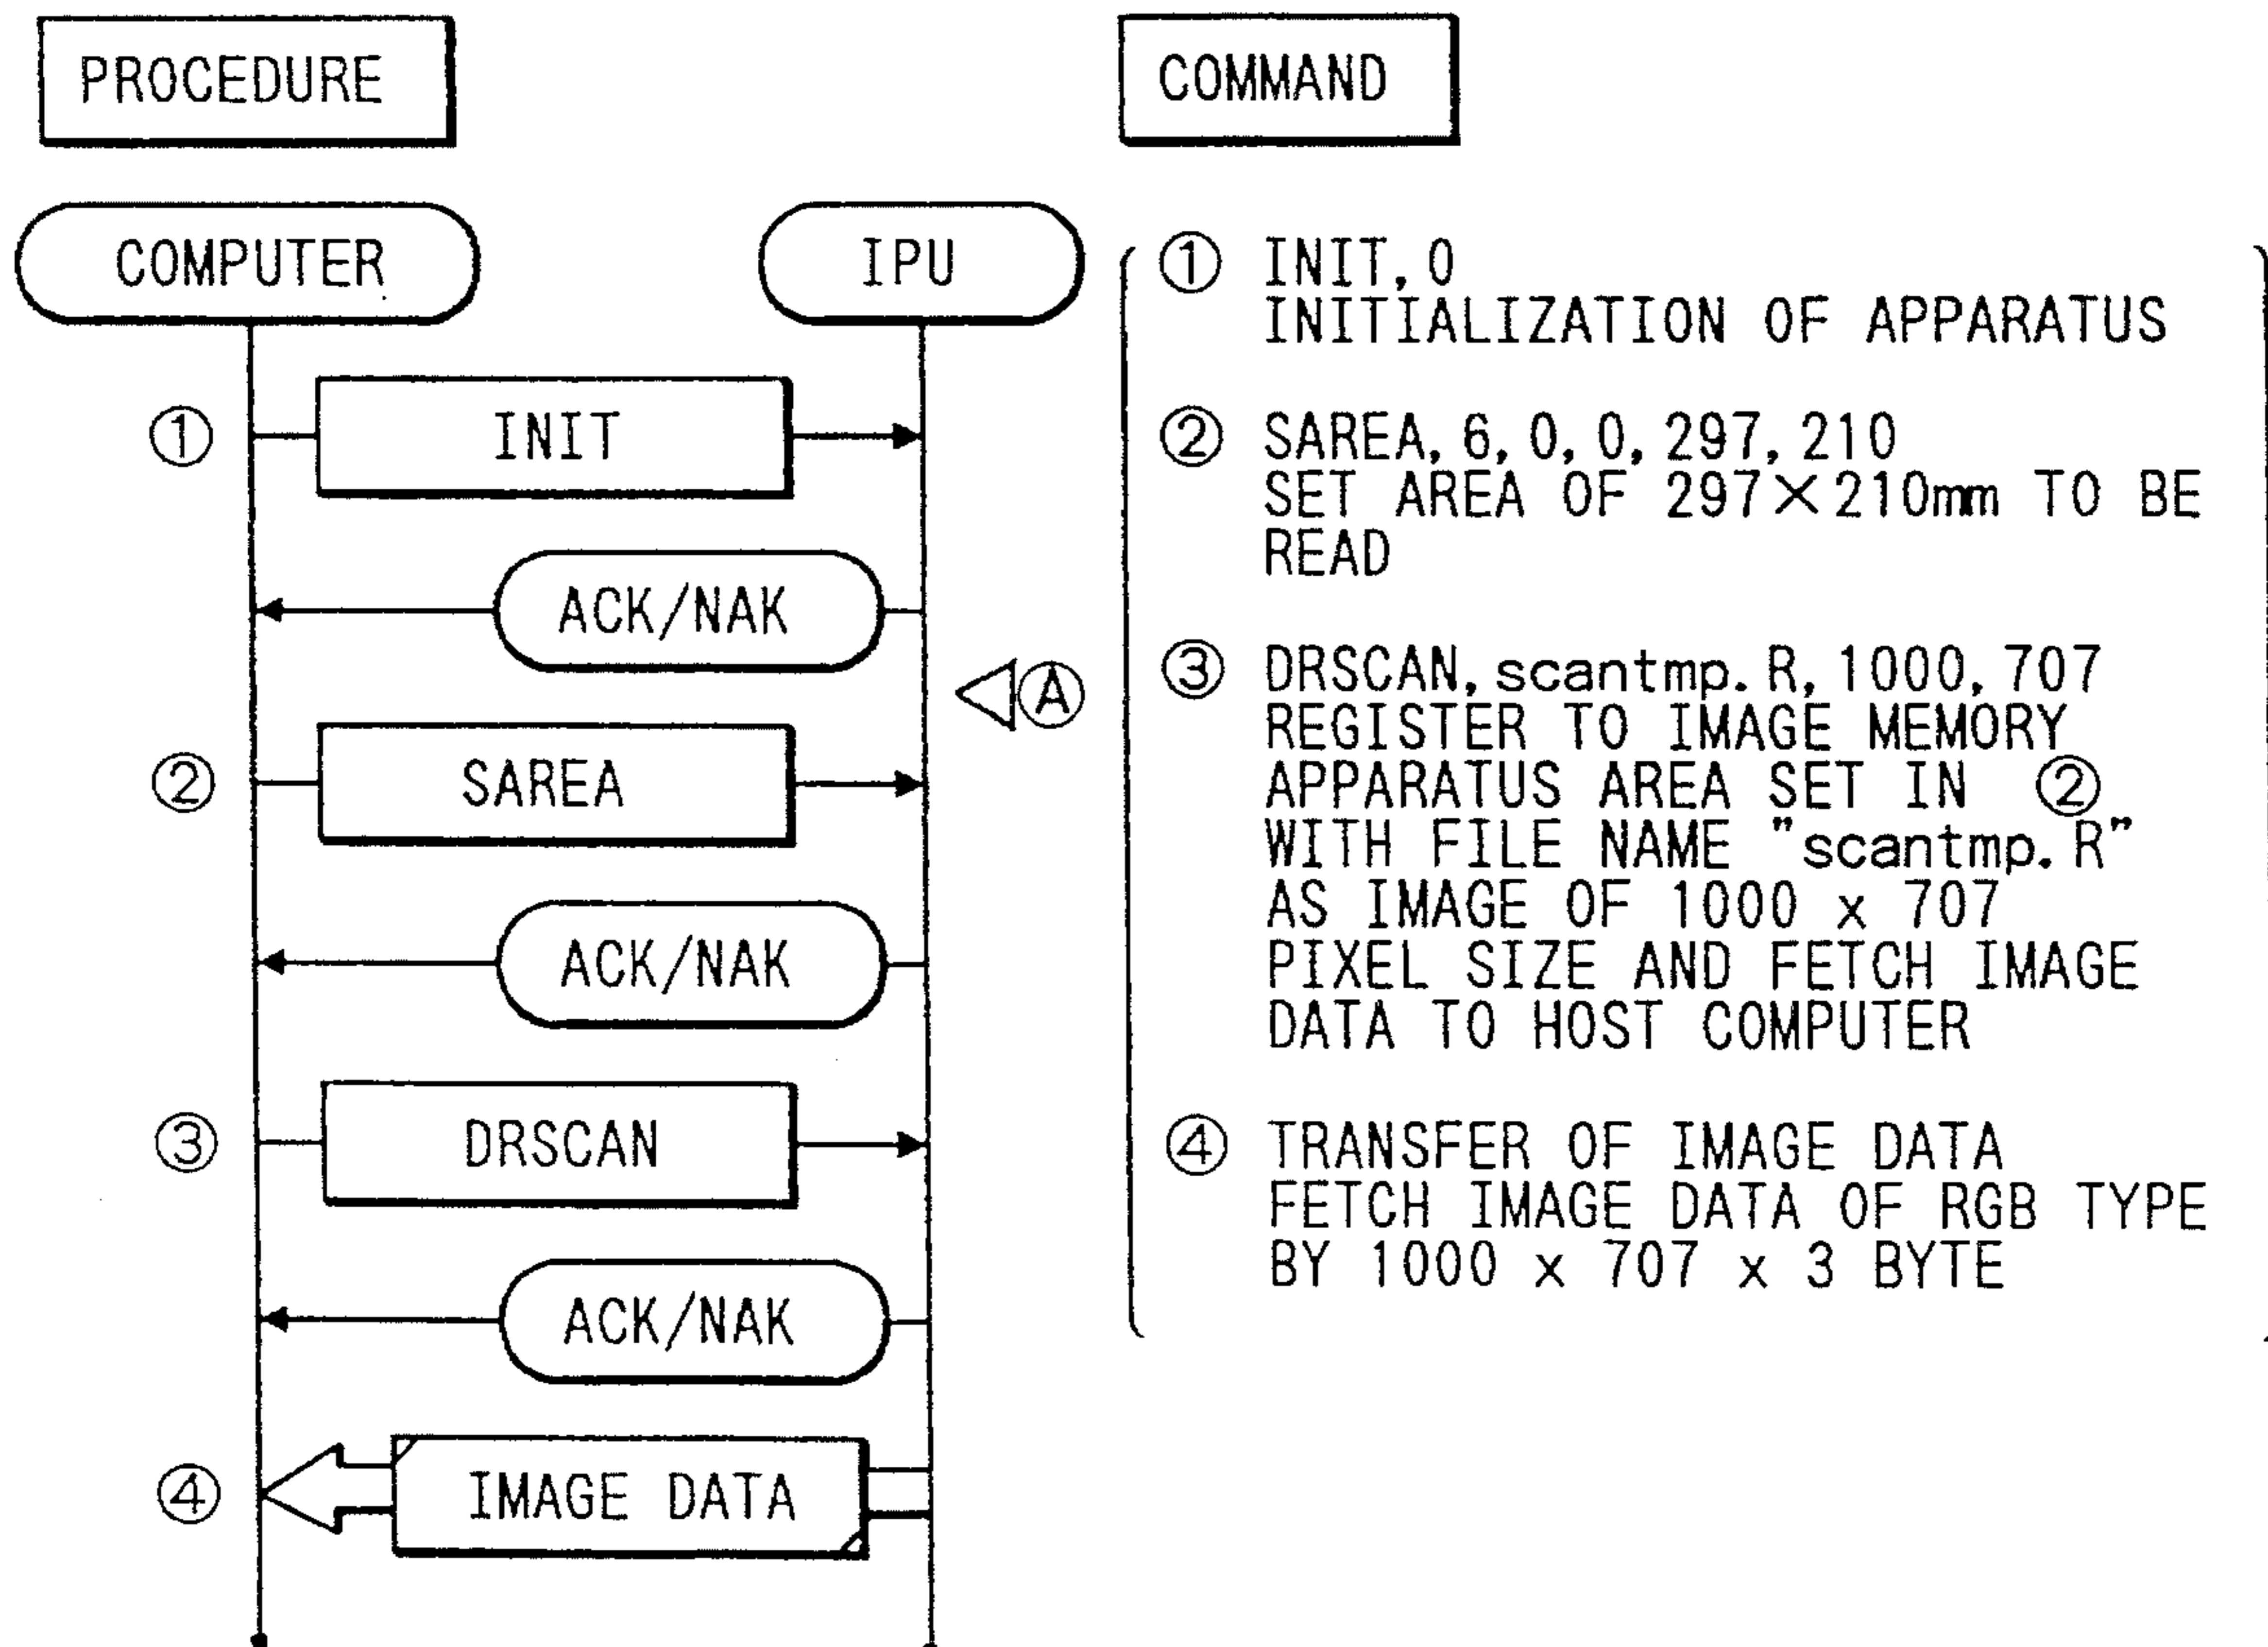 PROCEDURE
COMPUTER
IPU
① INIT
ACK/NAK
Ⓐ
② SAREA
ACK/NAK
③ DRSCAN
ACK/NAK
④ IMAGE DATA
COMMAND
① INIT,0
INITIALIZATION OF APPARATUS
② SAREA,6,0,0,297,210
SET AREA OF 297×210mm TO BE
READ
③ DRSCAN,scantmp.R,1000,707
REGISTER TO IMAGE MEMORY
APPARATUS AREA SET IN ②
WITH FILE NAME "scantmp.R"
AS IMAGE OF 1000 x 707
PIXEL SIZE AND FETCH IMAGE
DATA TO HOST COMPUTER
④ TRANSFER OF IMAGE DATA
FETCH IMAGE DATA OF RGB TYPE
BY 1000 x 707 x 3 BYTE